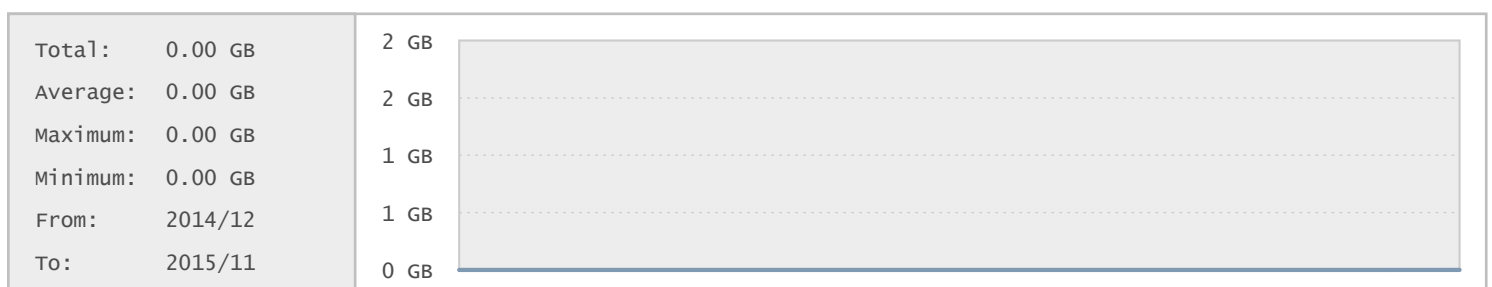 Total: 0.00 GB
Average: 0.00 GB
Maximum: 0.00 GB
Minimum: 0.00 GB
From: 2014/12
To: 2015/11
2 GB
2 GB
1 GB
1 GB
0 GB